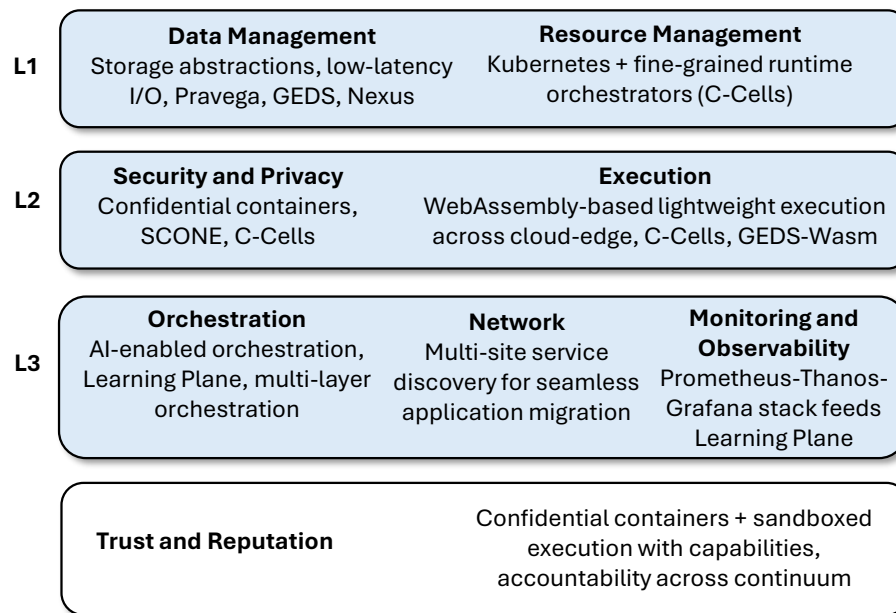 L1
Data Management
Storage abstractions, low-latency
I/O, Pravega, GEDS, Nexus
Resource Management
Kubernetes + fine-grained runtime
orchestrators (C-Cells)
L2
Security and Privacy
Confidential containers,
SCONE, C-Cells
Execution
WebAssembly-based lightweight execution
across cloud-edge, C-Cells, GEDS-Wasm
L3
Orchestration
AI-enabled orchestration,
Learning Plane, multi-layer
orchestration
Network
Multi-site service
discovery for seamless
application migration
Monitoring and
Observability
Prometheus-Thanos-
Grafana stack feeds
Learning Plane
Trust and Reputation
Confidential containers + sandboxed
execution with capabilities,
accountability across continuum